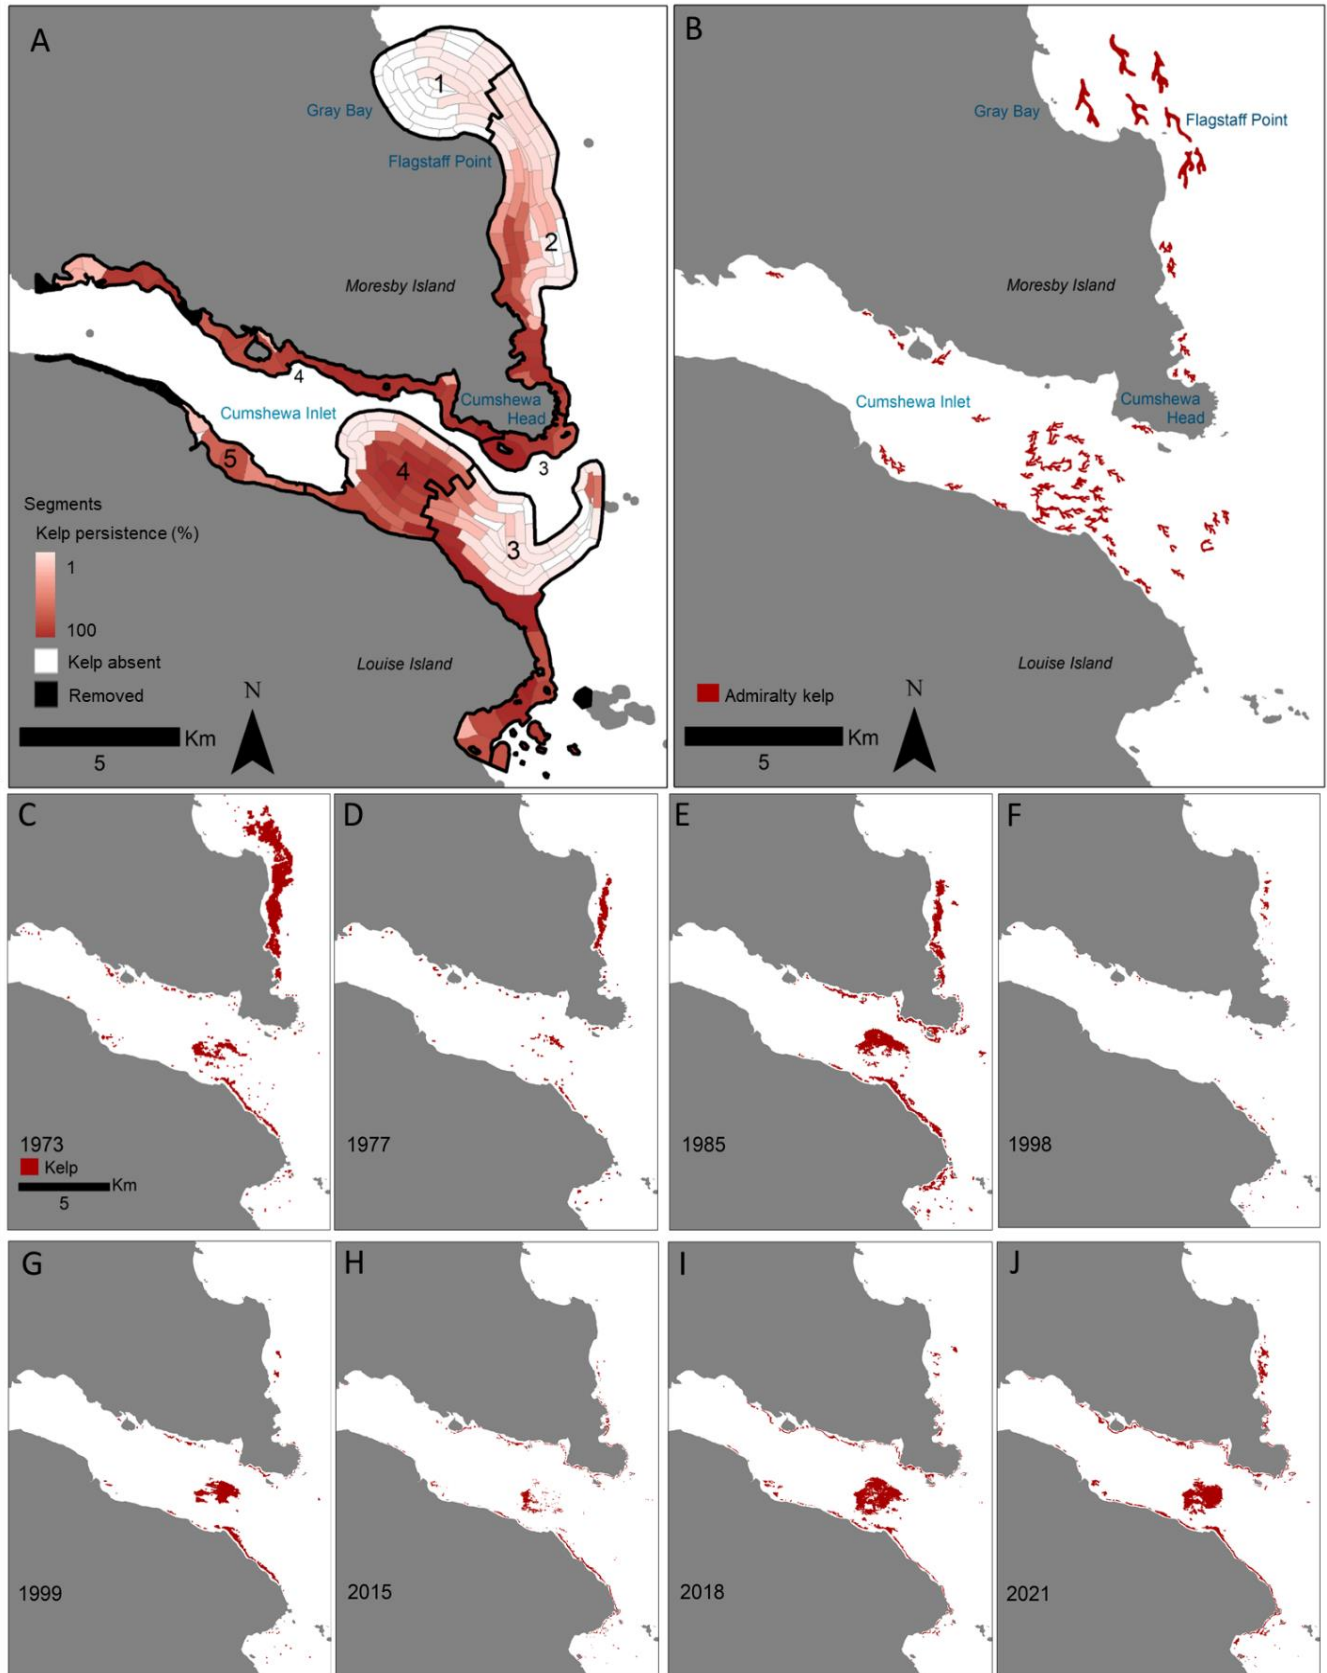 A
1
Gray Bay
Flagstaff Point
2
Moresby Island
4
Cumshewa Inlet
Cumshewa
Head
5
4
3
3
Segments
Kelp persistence (%)
1
100
Kelp absent
Removed
Louise Island
N
Km
5
B
Gray Bay
Flagstaff Point
Moresby Island
Cumshewa Inlet
Cumshewa
Head
Louise Island
Admiralty kelp
N
Km
5
C
1973
Kelp
Km
5
D
1977
E
1985
F
1998
G
1999
H
2015
I
2018
J
2021